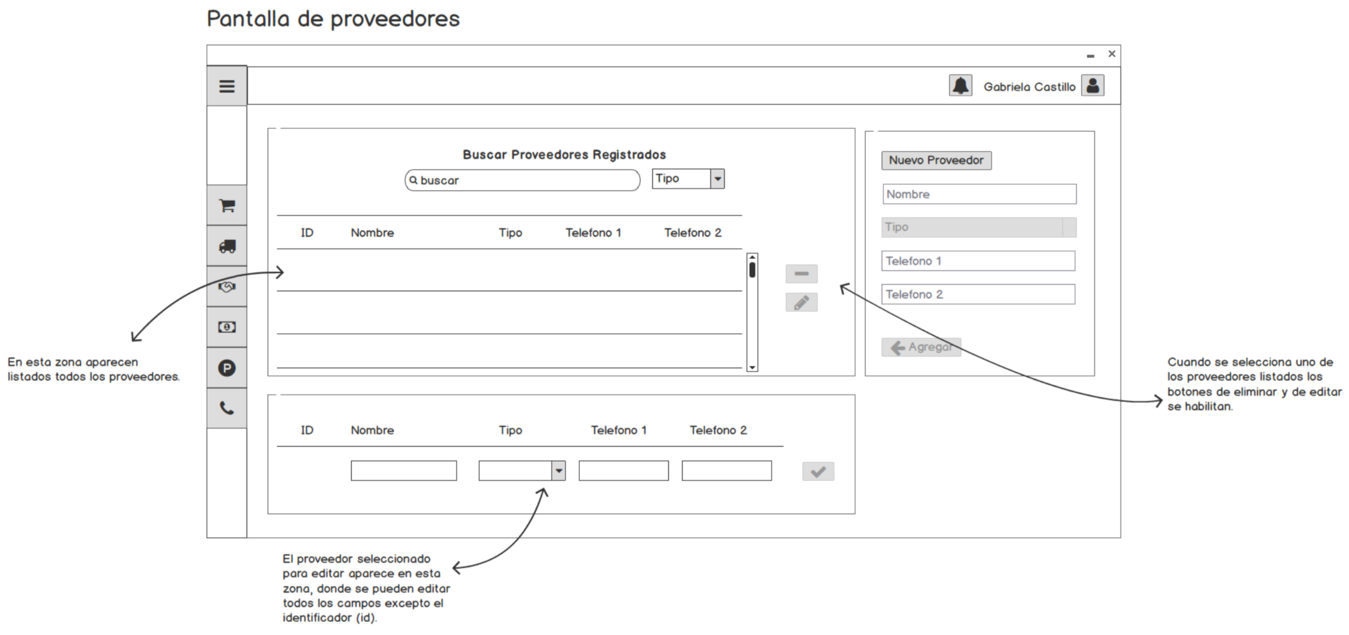 Pantalla de proveedores
Gabriela Castillo
Buscar Proveedores Registrados
buscar
Tipo
ID Nombre Tipo Telefono 1 Telefono 2
Nuevo Proveedor
Nombre
Tipo
Telefono 1
Telefono 2
Agregar
En esta zona aparecen
listados todos los proveedores.
Cuando se selecciona uno de
los proveedores listados los
botones de eliminar y de editar
se habilitan.
ID Nombre Tipo Telefono 1 Telefono 2
El proveedor seleccionado
para editar aparece en esta
zona, donde se pueden editar
todos los campos excepto el
identificador (id).